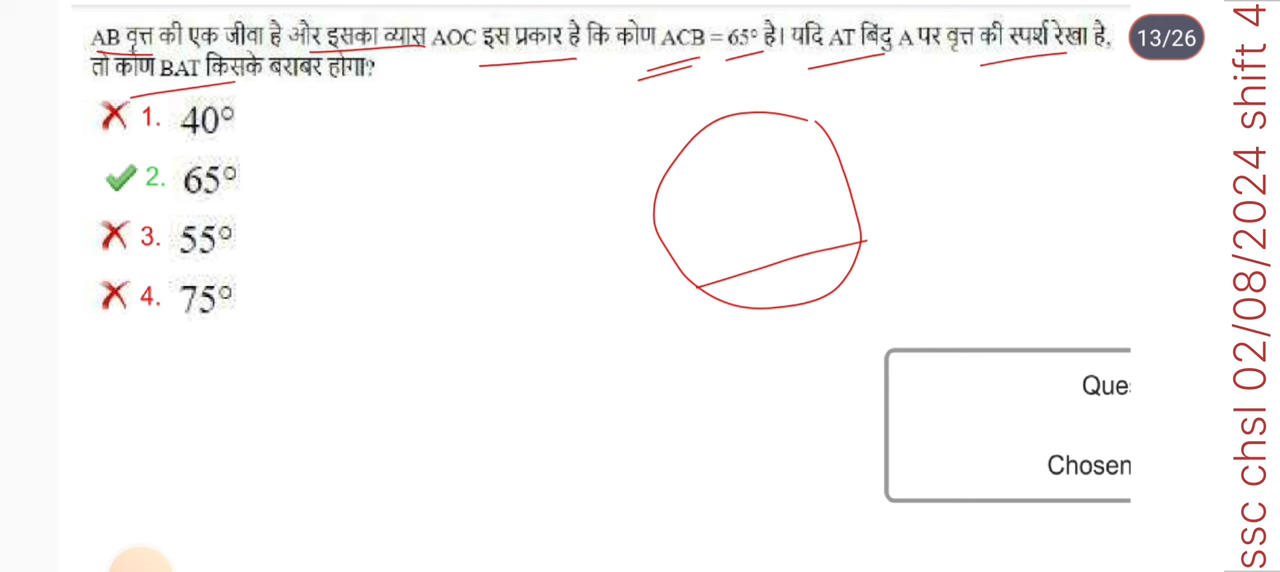 AB वृत्त की एक जीवा है और इसका व्यास AOC इस प्रकार है कि कोण ACB = 65° है। यदि AT बिंदु A पर वृत्त की स्पर्श रेखा है,
तो कोण BAT किसके बराबर होगा?
13/26
1. 40°
2. 65°
3. 55°
4. 75°
Que
Chosen
ssc chsl 02/08/2024 shift 4